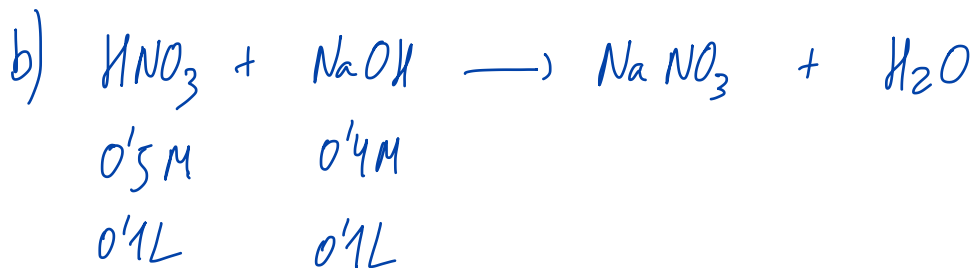 b) HNO₃ + NaOH → NaNO₃ + H₂O
0'5M 0'4M
0'1L 0'1L